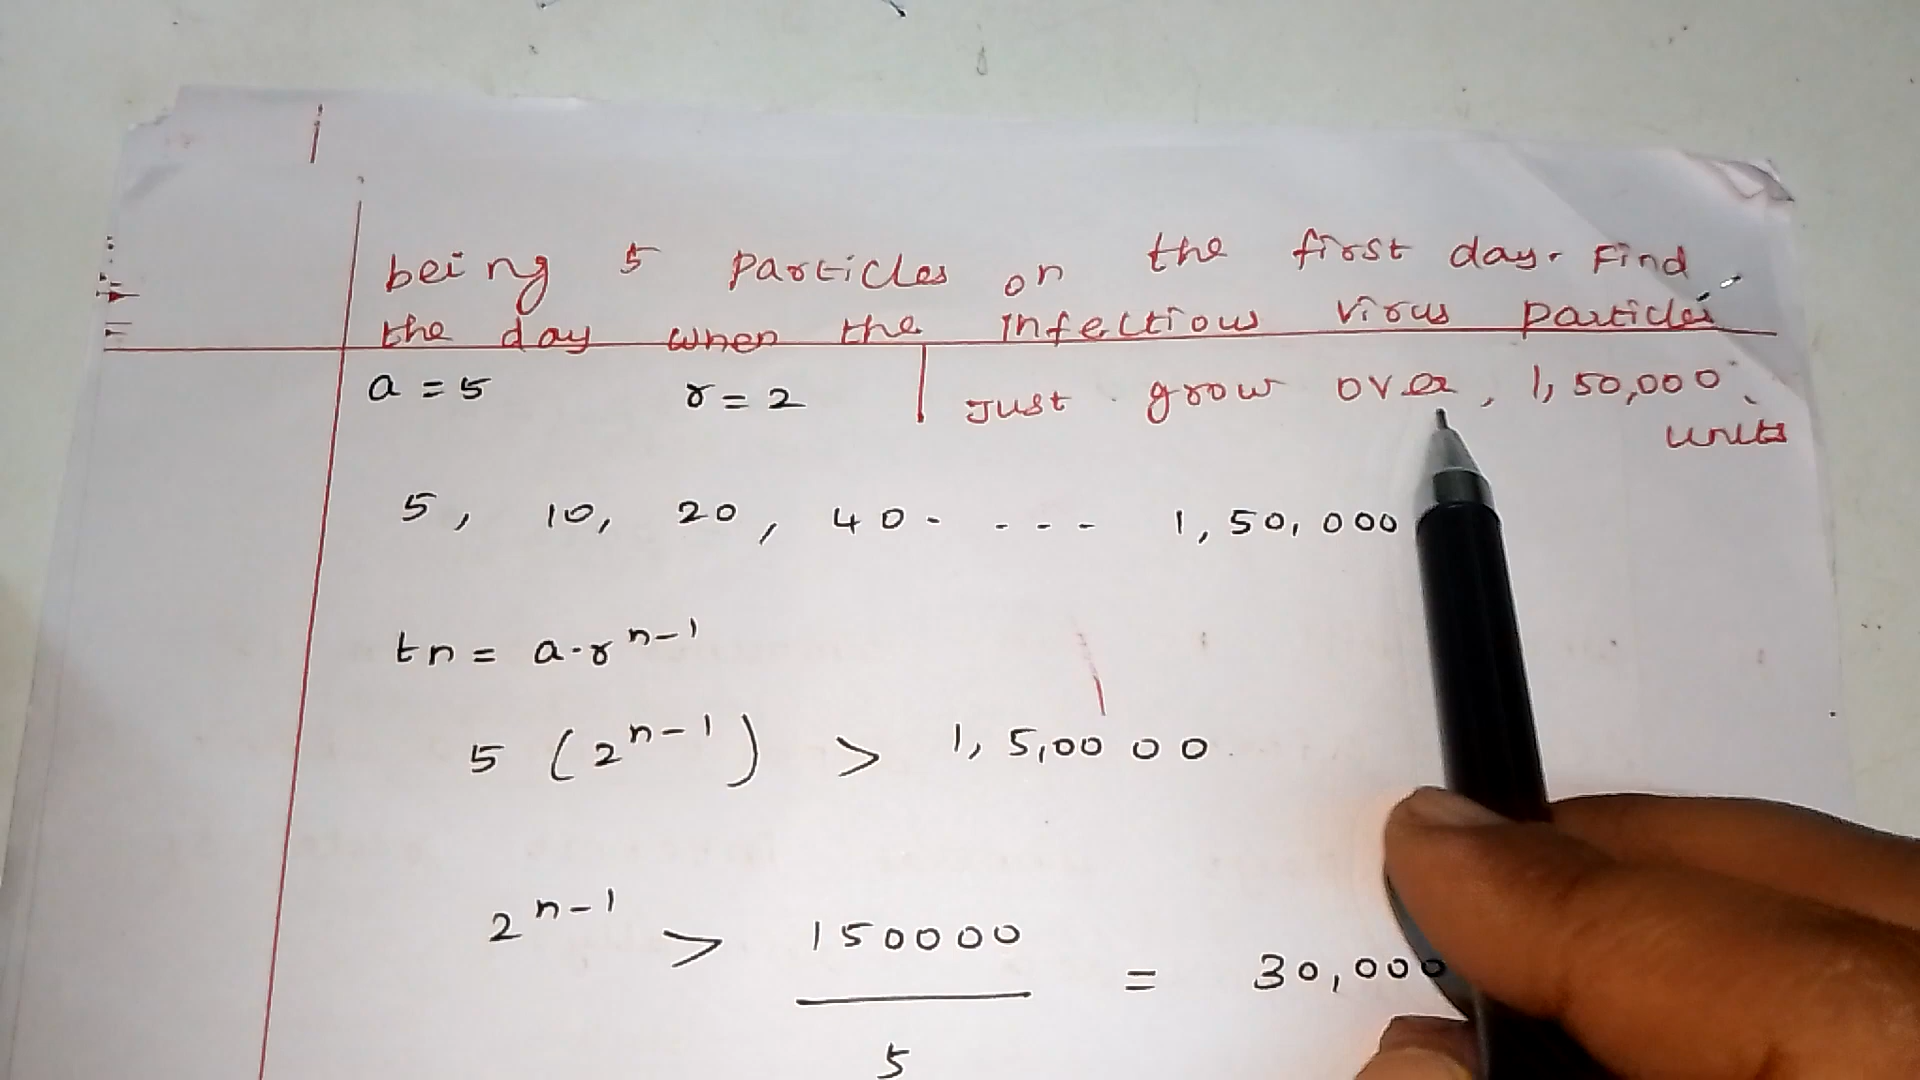 being 5 particles on the first day. Find
the day when the infectious virus particles
a = 5 r = 2 Just grow over, 1,50,000
units
5, 10, 20, 40 - - - - 1,50,000
tn = a.r^n-1
5 (2^n-1) > 1,5,00 00
2^n-1 > 150000 = 30,000
5